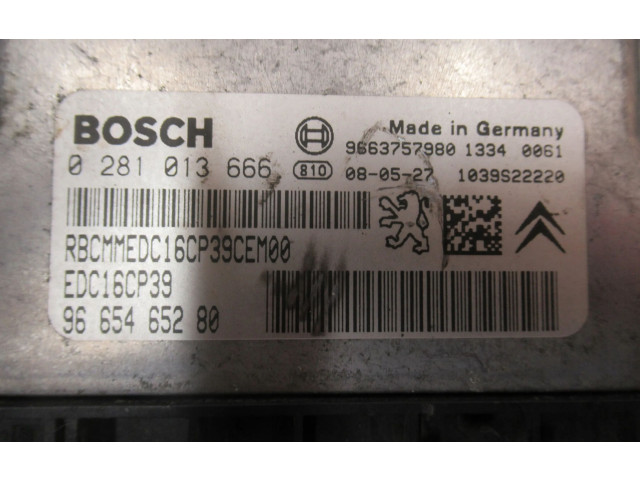 BOSCH
Made in Germany
9663757980 1334 0061
0 281 013 666
810
08-05-27 1039S22220
RBCMMEDC16CP39CEM00
EDC16CP39
96 654 652 80